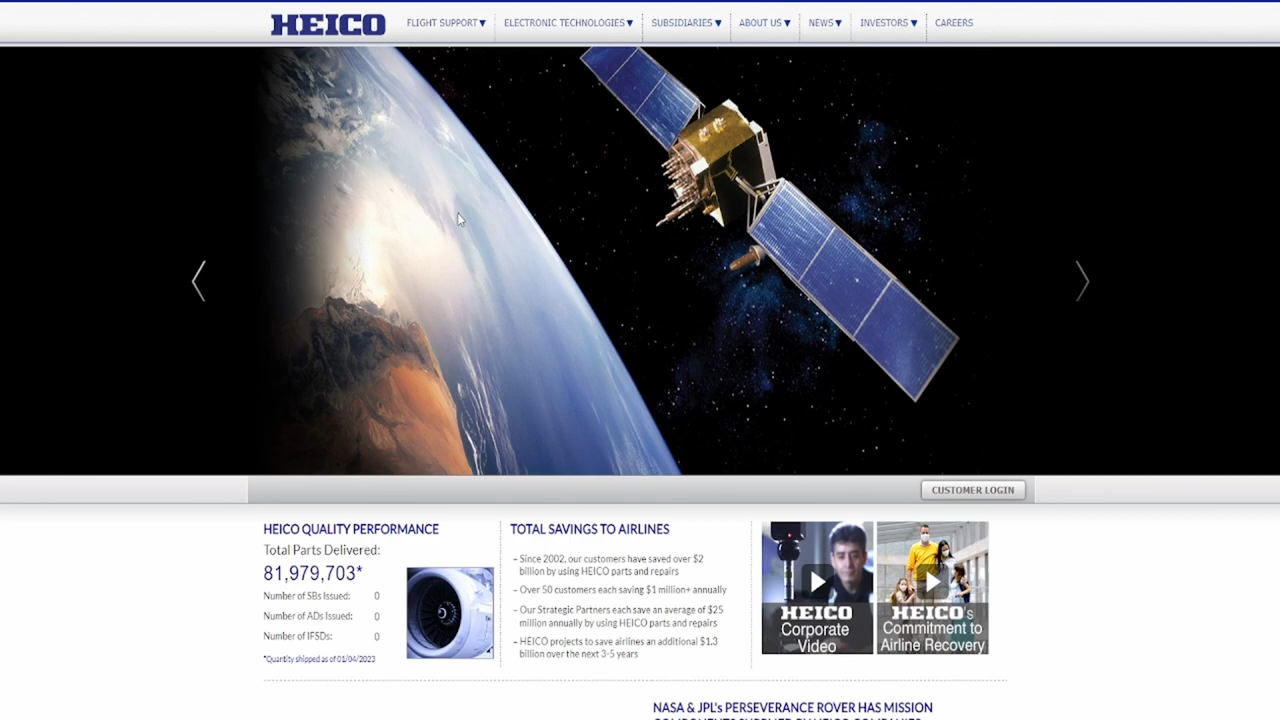 HEICO
FLIGHT SUPPORT▼ ELECTRONIC TECHNOLOGIES▼ SUBSIDIARIES▼ ABOUT US▼ NEWS▼ INVESTORS▼ CAREERS
CUSTOMER LOGIN
HEICO QUALITY PERFORMANCE
Total Parts Delivered:
81,979,703*
Number of SBs Issued: 0
Number of ADs Issued: 0
Number of IFSDs: 0
*Quantity shipped as of 01/04/2023
TOTAL SAVINGS TO AIRLINES
– Since 2002, our customers have saved over $2
billion by using HEICO parts and repairs
– Over 50 customers each saving $1 million+ annually
– Our Strategic Partners each save an average of $25
million annually by using HEICO parts and repairs
– HEICO projects to save airlines an additional $1.3
billion over the next 3-5 years
HEICO
Corporate
Video
HEICO's
Commitment to
Airline Recovery
NASA & JPL's PERSEVERANCE ROVER HAS MISSION
COMPONENTS SUPPLIED BY HEICO COMPANIES